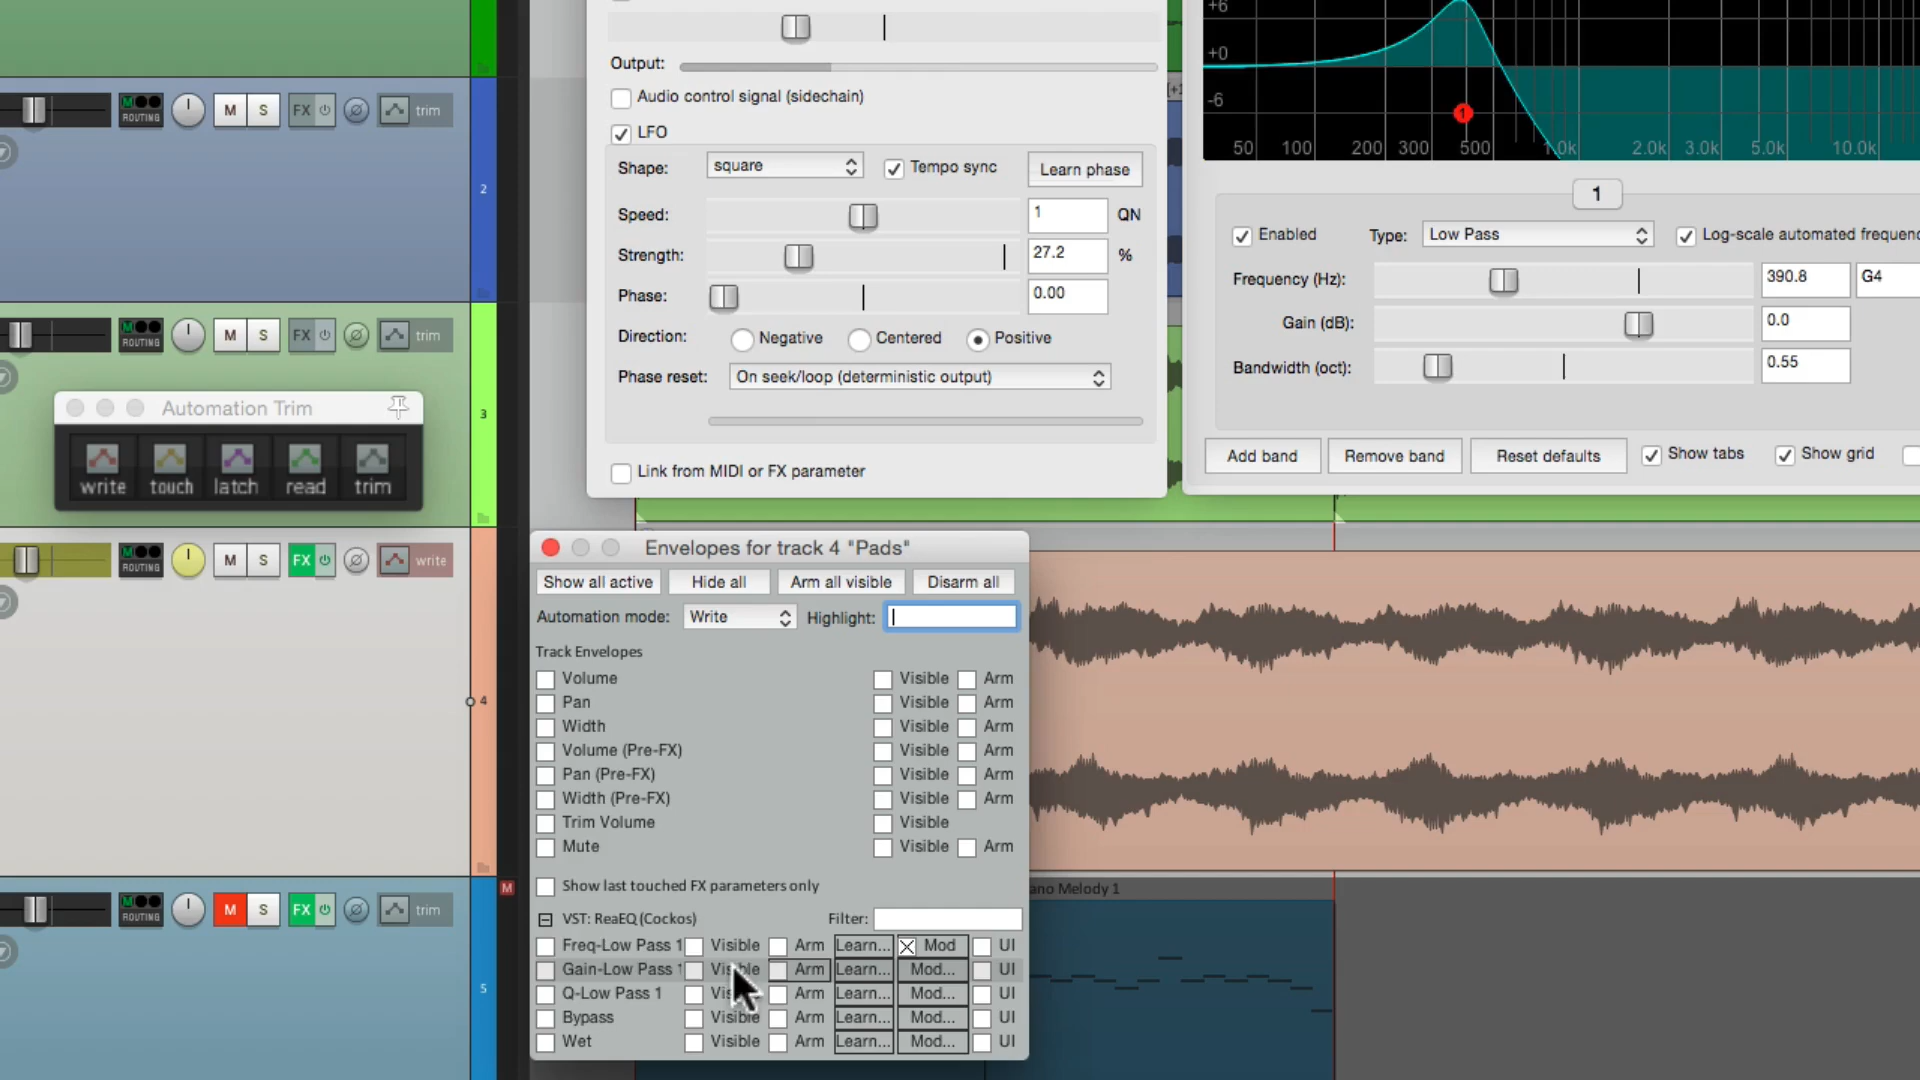 +6
Output:
+0
Audio control signal (sidechain)
-6
1
M S FX trim
ROUTING
LFO
50 100 200 300 500 1.0k 2.0k 3.0k 5.0k 10.0k
Shape: square Tempo sync Learn phase
2
1
Speed: 1 QN
Enabled Type: Low Pass Log-scale automated frequenc
Strength: 27.2 %
Frequency (Hz): 390.8 G4
Phase: 0.00
Gain (dB): 0.0
Direction: Negative Centered Positive
M S FX trim
ROUTING
Bandwidth (oct): 0.55
Phase reset: On seek/loop (deterministic output)
Automation Trim
3
Add band Remove band Reset defaults Show tabs Show grid
Link from MIDI or FX parameter
write touch latch read trim
Envelopes for track 4 "Pads"
M S FX write
ROUTING
Show all active Hide all Arm all visible Disarm all
Automation mode: Write Highlight:
Track Envelopes
Volume Visible Arm
Pan Visible Arm
4
Width Visible Arm
Volume (Pre-FX) Visible Arm
Pan (Pre-FX) Visible Arm
Width (Pre-FX) Visible Arm
Trim Volume Visible
Mute Visible Arm
Show last touched FX parameters only
M
ano Melody 1
M S FX trim
ROUTING
VST: ReaEQ (Cockos) Filter:
Freq-Low Pass 1 Visible Arm Learn... Mod UI
Gain-Low Pass 1 Visible Arm Learn... Mod... UI
5
Q-Low Pass 1 Arm Learn... Mod... UI
Bypass Visible Arm Learn... Mod... UI
Wet Visible Arm Learn... Mod... UI